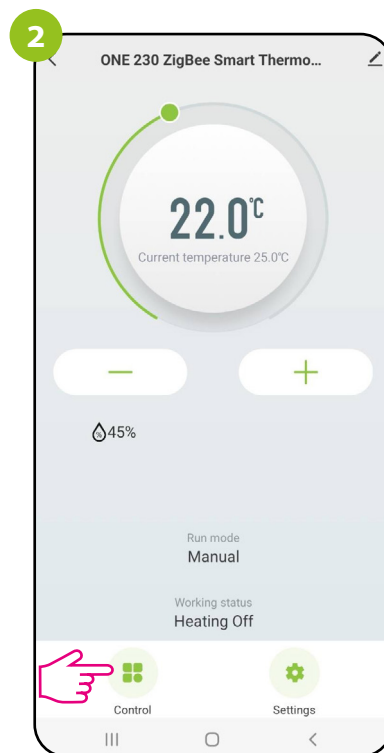 2
ONE 230 ZigBee Smart Thermo...
22.0°C
Current temperature 25.0°C
45%
Run mode
Manual
Working status
Heating Off
Control Settings